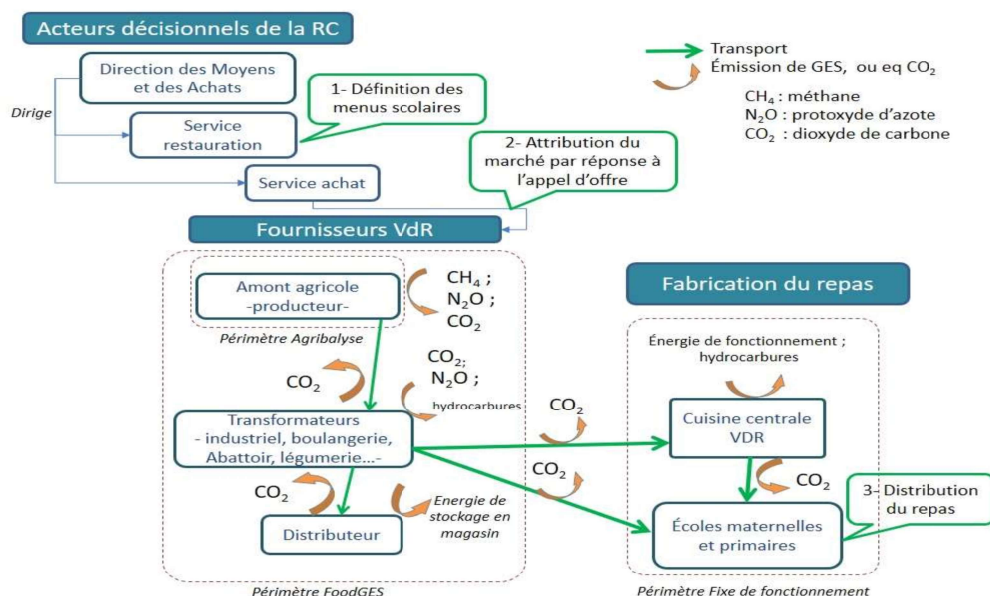 Acteurs décisionnels de la RC
Direction des Moyens
et des Achats
Dirige
Service
restauration
Service achat
1- Définition des
menus scolaires
2- Attribution du
marché par réponse à
l'appel d'offre
Transport
Émission de GES, ou eq CO₂
CH₄ : méthane
N₂O : protoxyde d'azote
CO₂ : dioxyde de carbone
Fournisseurs VdR
Amont agricole
-producteur-
CH₄ ;
N₂O ;
CO₂
Périmètre Agribalyse
CO₂
CO₂;
N₂O ;
hydrocarbures
Transformateurs
- industriel, boulangerie,
Abattoir, légumerie...-
CO₂
Energie de
stockage en
magasin
Distributeur
Périmètre FoodGES
CO₂
CO₂
Fabrication du repas
Énergie de fonctionnement ;
hydrocarbures
Cuisine centrale
VDR
CO₂
3- Distribution
du repas
Écoles maternelles
et primaires
Périmètre Fixe de fonctionnement